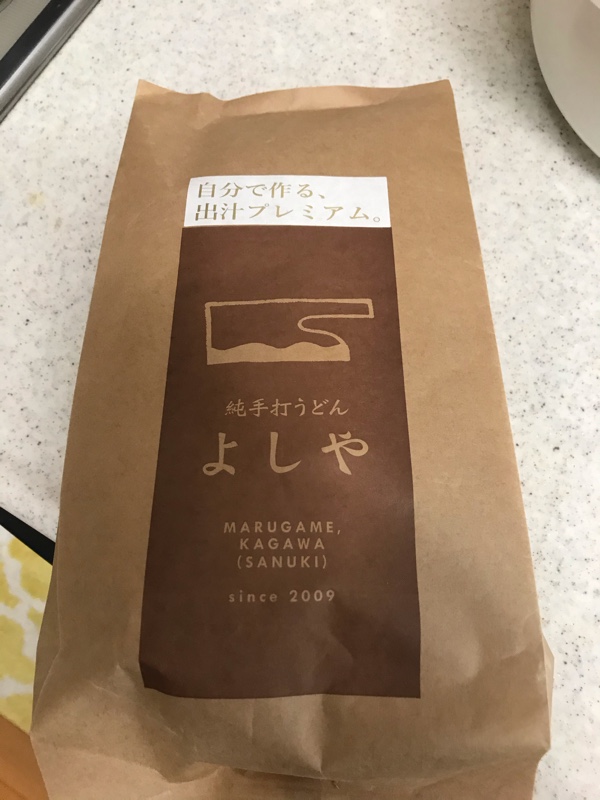 自分で作る、
出汁プレミアム。
純手打うどん
よしや
MARUGAME,
KAGAWA
(SANUKI)
since 2009